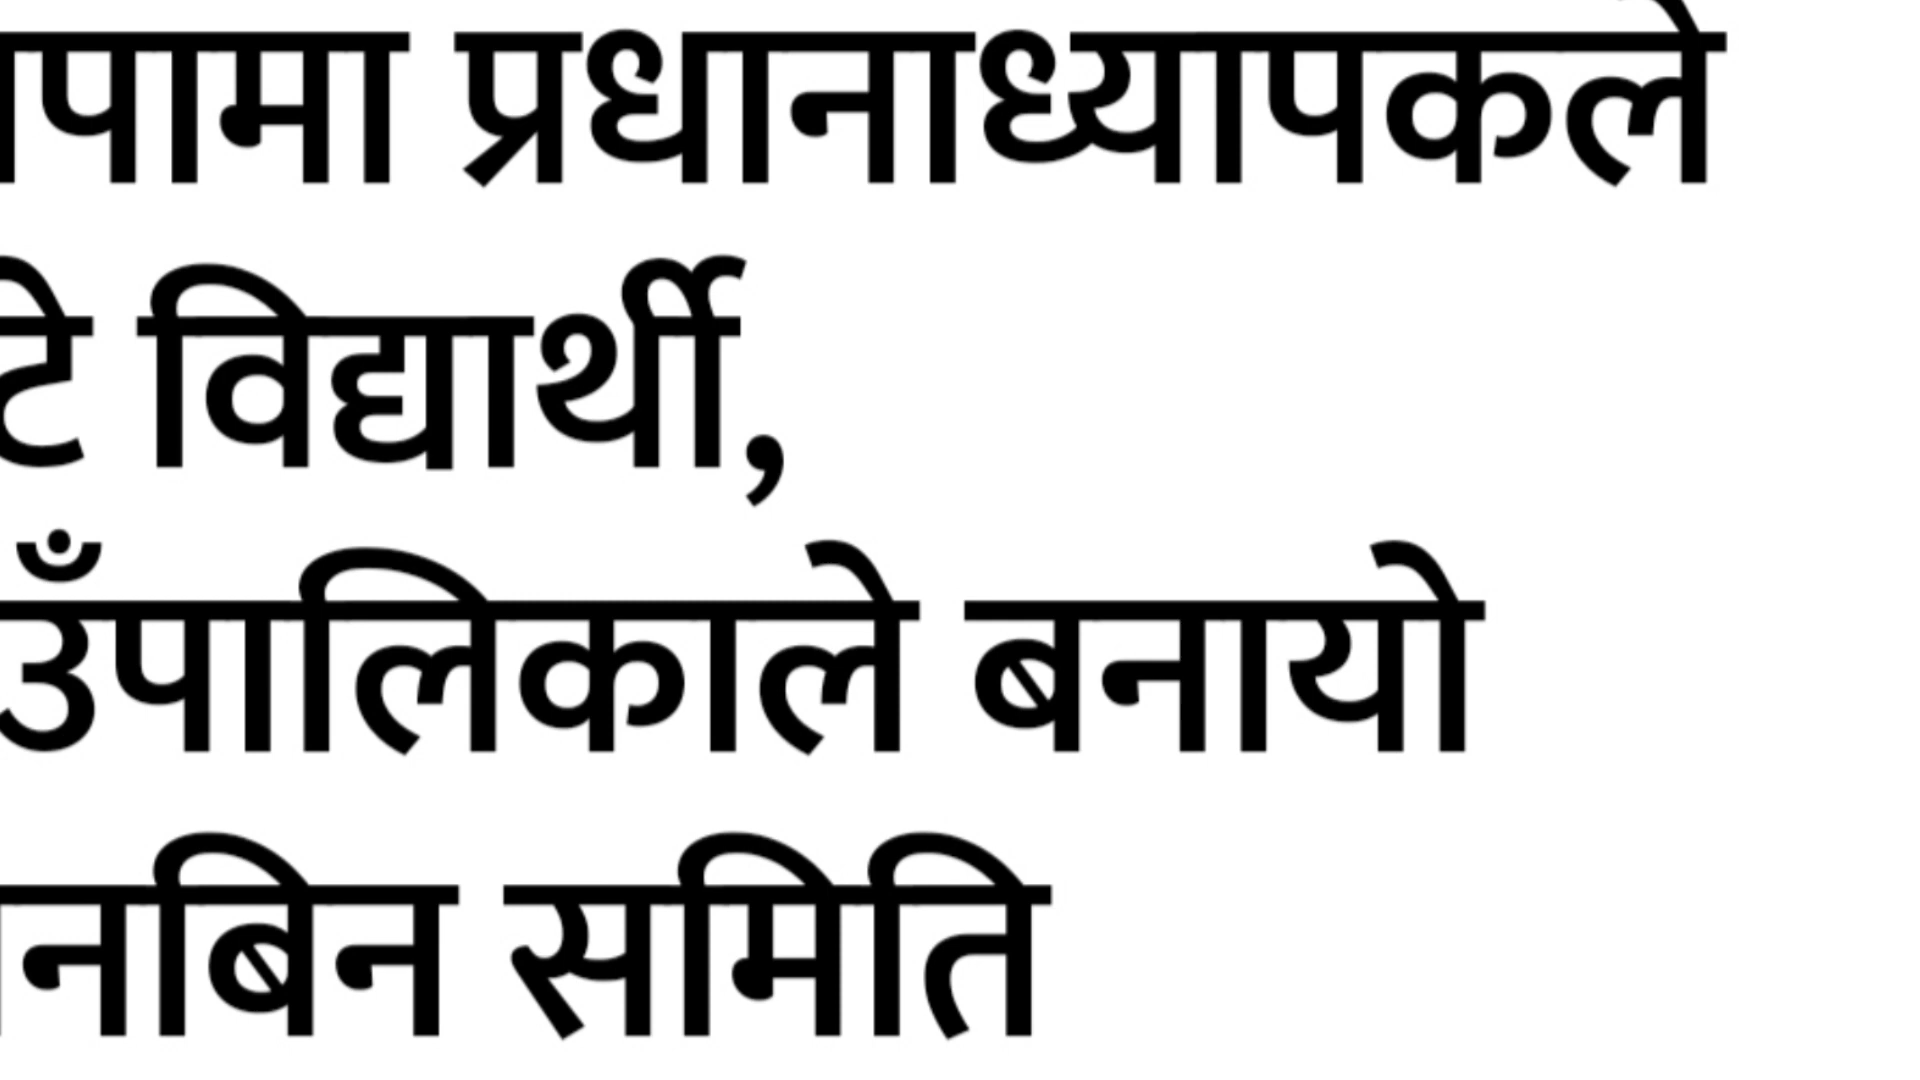 पामा प्रधानाध्यापकले
टे विद्यार्थी,
उँपालिकाले बनायो
नबिन समिति